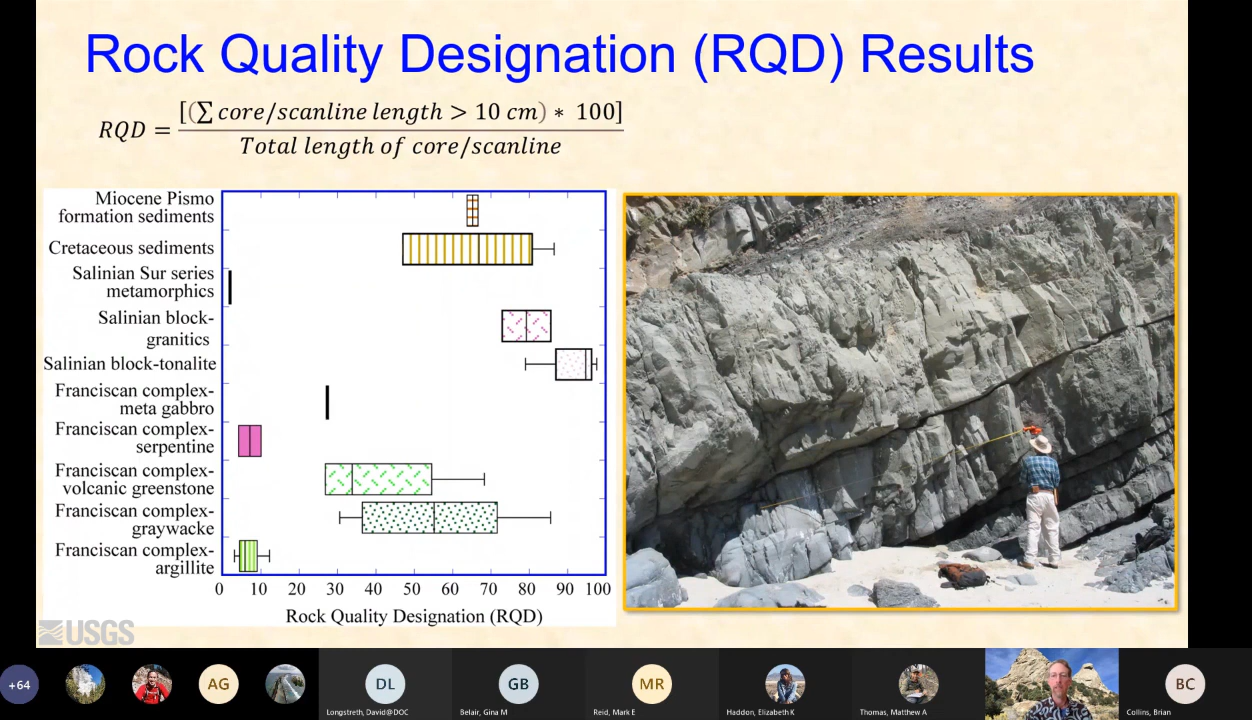 Rock Quality Designation (RQD) Results
RQD = [(∑ core/scanline length > 10 cm) ∗ 100]
Total length of core/scanline
Miocene Pismo
formation sediments
Cretaceous sediments
Salinian Sur series
metamorphics
Salinian block-
granitics
Salinian block-tonalite
Franciscan complex-
meta gabbro
Franciscan complex-
serpentine
Franciscan complex-
volcanic greenstone
Franciscan complex-
graywacke
Franciscan complex-
argillite
0 10 20 30 40 50 60 70 80 90 100
Rock Quality Designation (RQD)
USGS
+64 AG DL GB MR BC
Longstreth, David@DOC Belair, Gina M Reid, Mark E Haddon, Elizabeth K Thomas, Matthew A Collins, Brian